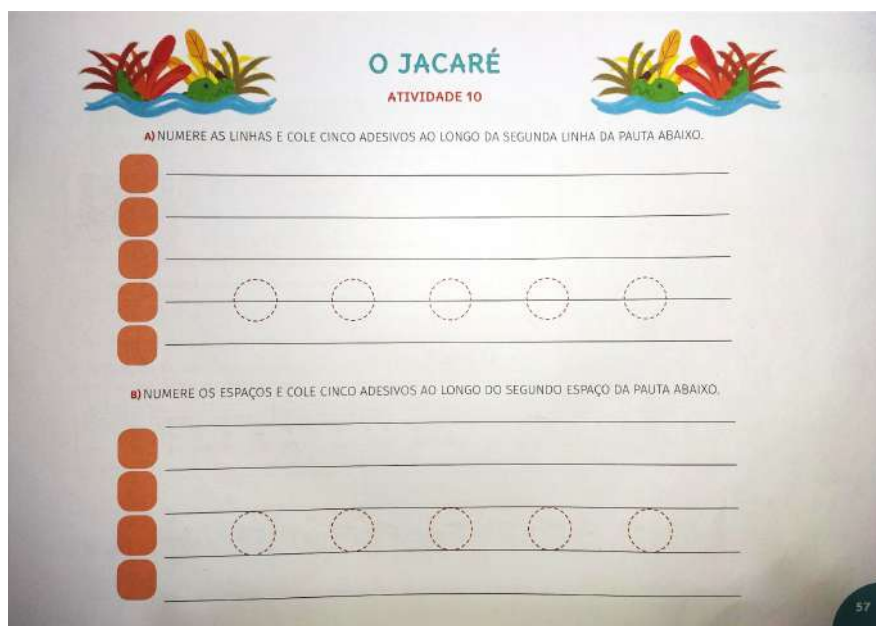 O JACARÉ
ATIVIDADE 10
A) NUMERE AS LINHAS E COLE CINCO ADESIVOS AO LONGO DA SEGUNDA LINHA DA PAUTA ABAIXO.
B) NUMERE OS ESPAÇOS E COLE CINCO ADESIVOS AO LONGO DO SEGUNDO ESPAÇO DA PAUTA ABAIXO.
57